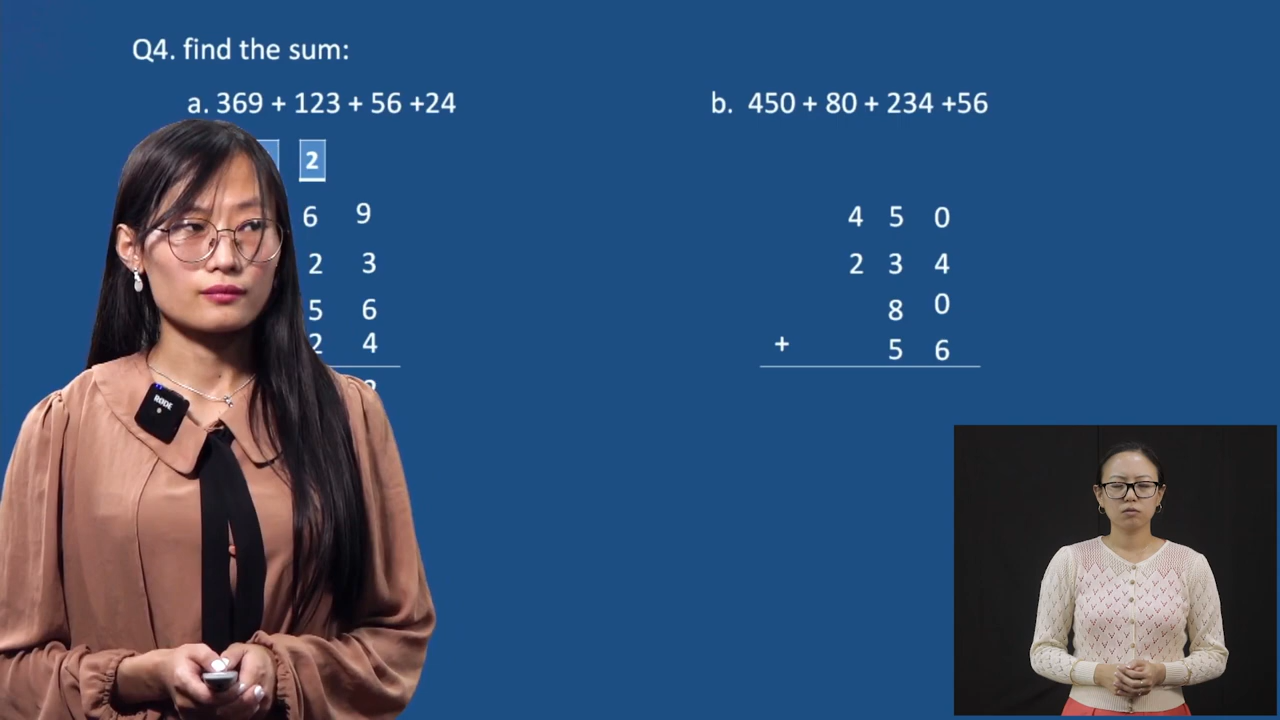 Q4. find the sum:
a. 369 + 123 + 56 +24
b. 450 + 80 + 234 +56
2
6 9
2 3
5 6
2 4
4 5 0
2 3 4
8 0
+ 5 6
RØDE